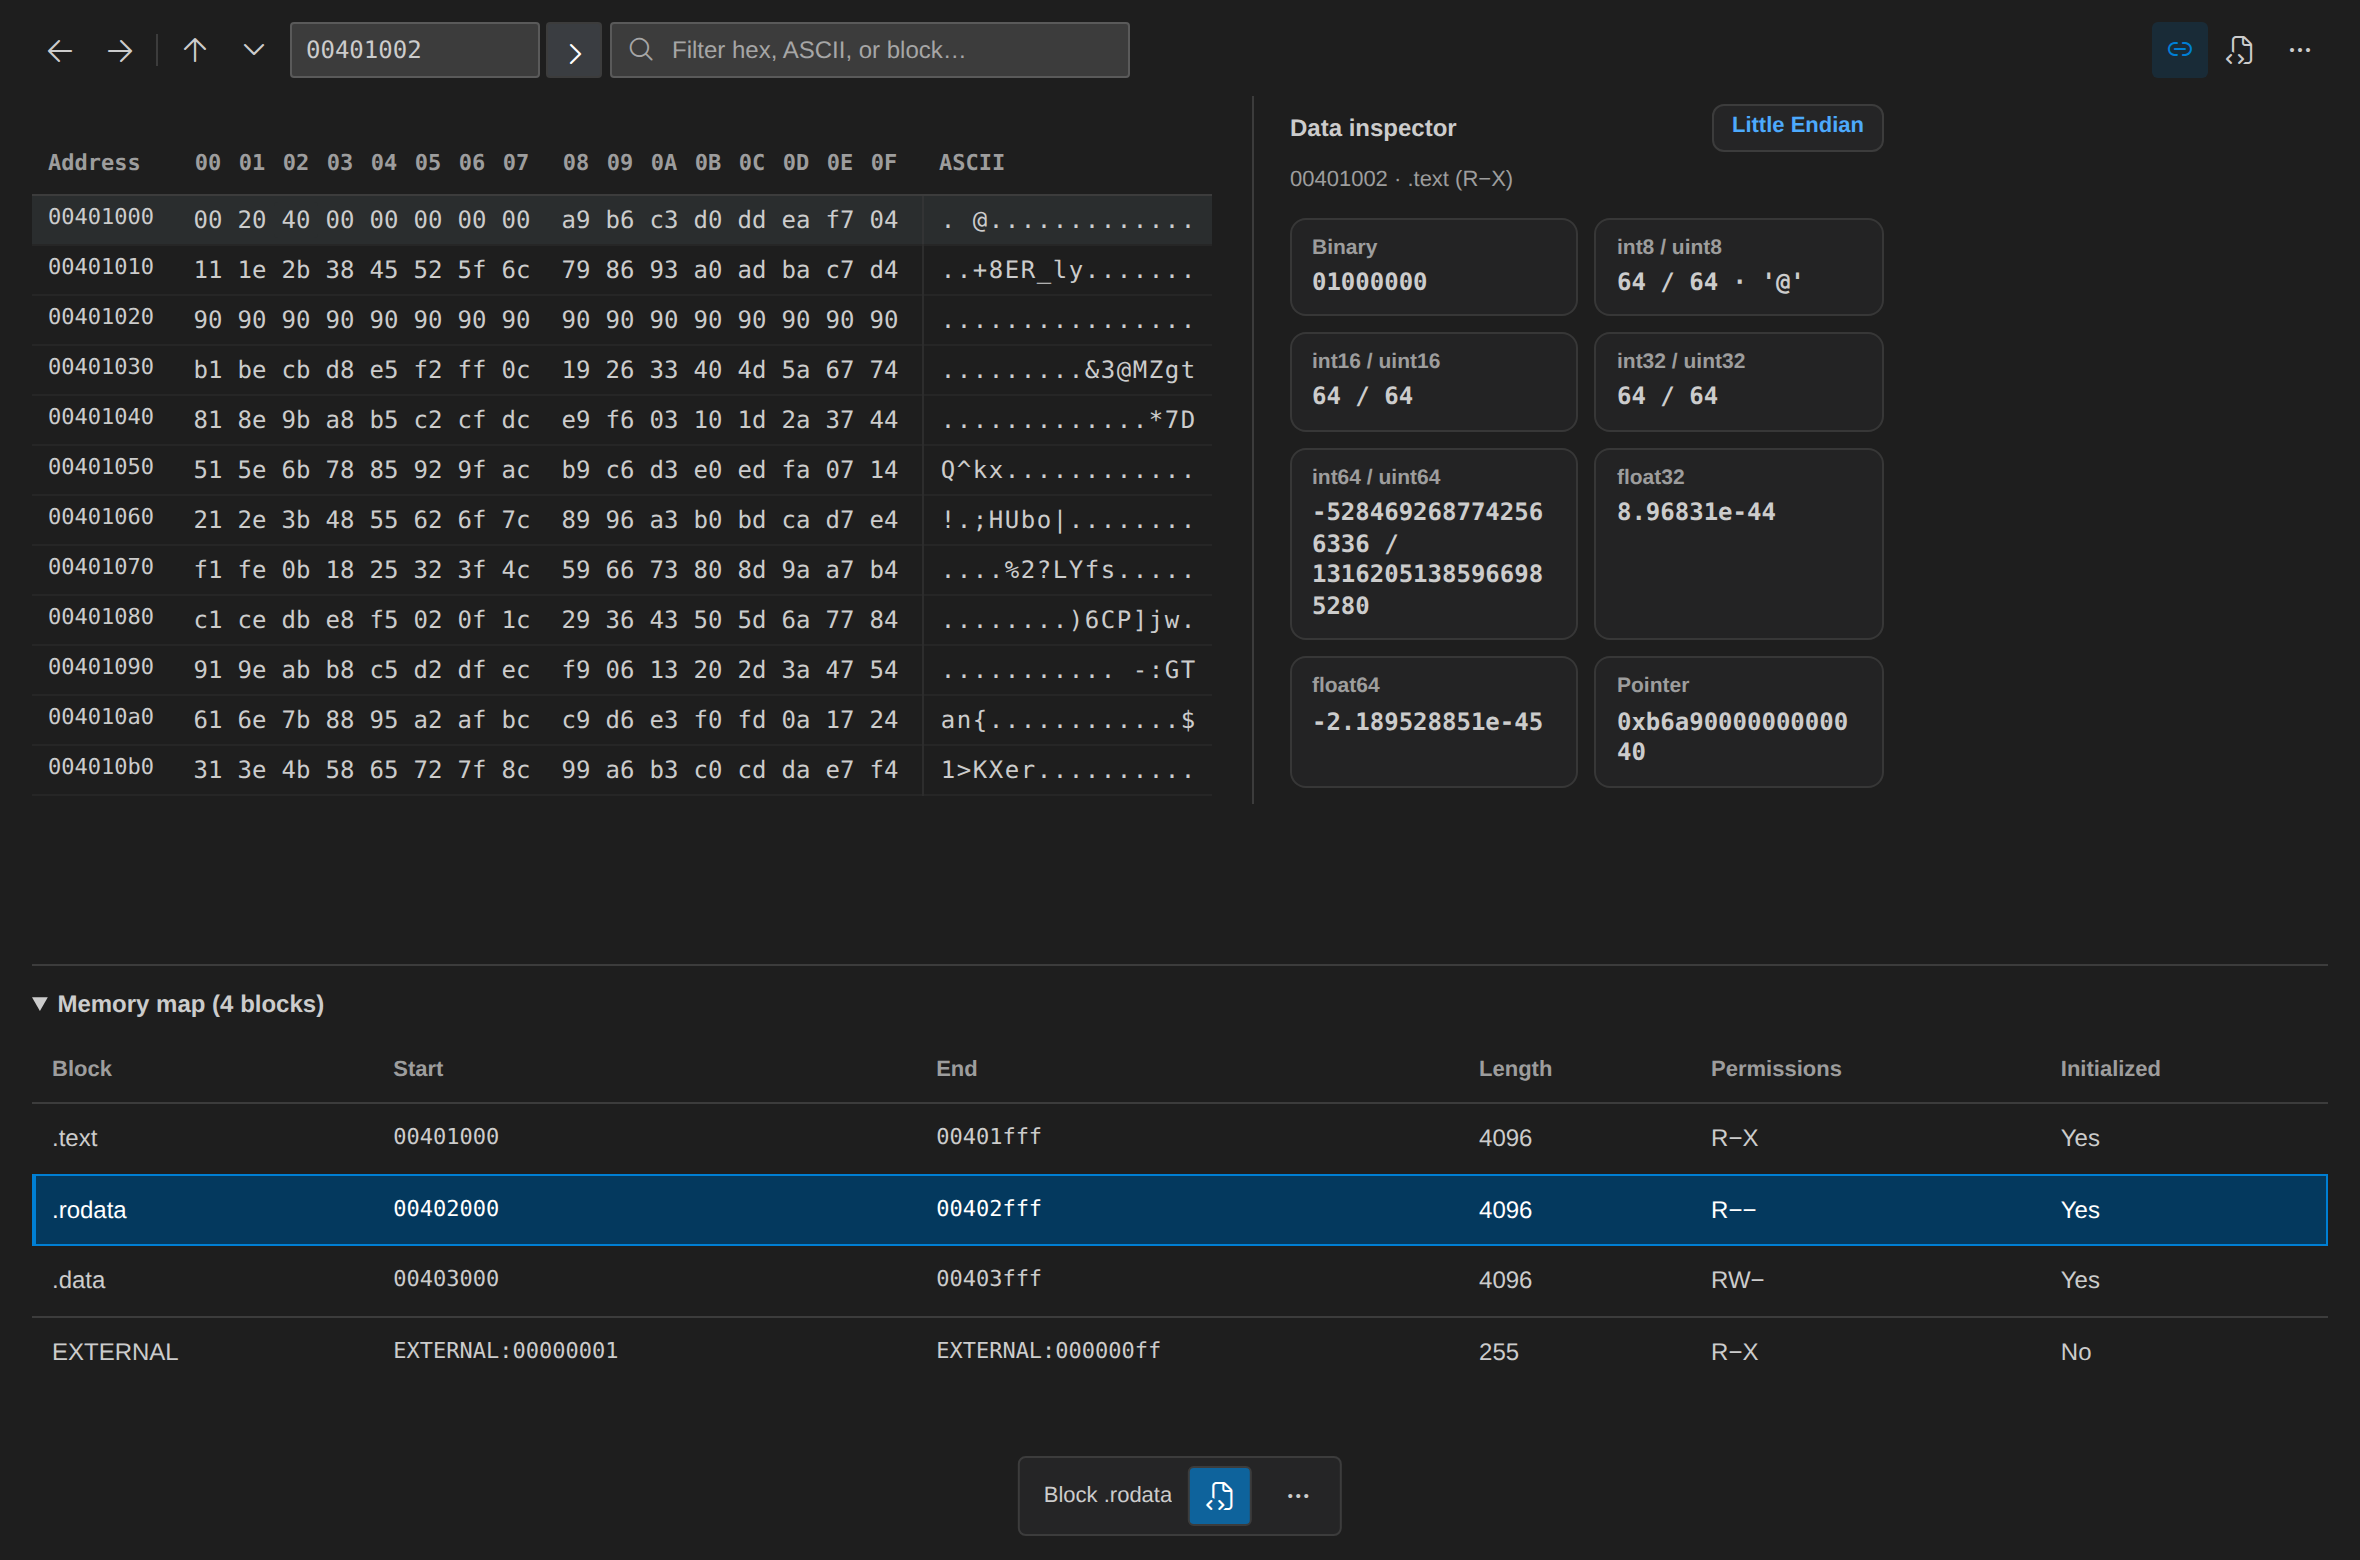 00401002 Filter hex, ASCII, or block…
Data inspector Little Endian
00401002 · .text (R−X)
Address 00 01 02 03 04 05 06 07 08 09 0A 0B 0C 0D 0E 0F ASCII
00401000 00 20 40 00 00 00 00 00 a9 b6 c3 d0 dd ea f7 04 . @.............
00401010 11 1e 2b 38 45 52 5f 6c 79 86 93 a0 ad ba c7 d4 ..+8ER_ly.......
00401020 90 90 90 90 90 90 90 90 90 90 90 90 90 90 90 90 ................
00401030 b1 be cb d8 e5 f2 ff 0c 19 26 33 40 4d 5a 67 74 .........&3@MZgt
00401040 81 8e 9b a8 b5 c2 cf dc e9 f6 03 10 1d 2a 37 44 .............*7D
00401050 51 5e 6b 78 85 92 9f ac b9 c6 d3 e0 ed fa 07 14 Q^kx............
00401060 21 2e 3b 48 55 62 6f 7c 89 96 a3 b0 bd ca d7 e4 !.;HUbo|........
00401070 f1 fe 0b 18 25 32 3f 4c 59 66 73 80 8d 9a a7 b4 ....%2?LYfs.....
00401080 c1 ce db e8 f5 02 0f 1c 29 36 43 50 5d 6a 77 84 ........)6CP]jw.
00401090 91 9e ab b8 c5 d2 df ec f9 06 13 20 2d 3a 47 54 ........... -:GT
004010a0 61 6e 7b 88 95 a2 af bc c9 d6 e3 f0 fd 0a 17 24 an{............$
004010b0 31 3e 4b 58 65 72 7f 8c 99 a6 b3 c0 cd da e7 f4 1>KXer..........
Binary
01000000
int8 / uint8
64 / 64 · '@'
int16 / uint16
64 / 64
int32 / uint32
64 / 64
int64 / uint64
-528469268774256
6336 /
1316205138596698
5280
float32
8.96831e-44
float64
-2.189528851e-45
Pointer
0xb6a90000000000
40
Memory map (4 blocks)
Block Start End Length Permissions Initialized
.text 00401000 00401fff 4096 R−X Yes
.rodata 00402000 00402fff 4096 R−− Yes
.data 00403000 00403fff 4096 RW− Yes
EXTERNAL EXTERNAL:00000001 EXTERNAL:000000ff 255 R−X No
Block .rodata